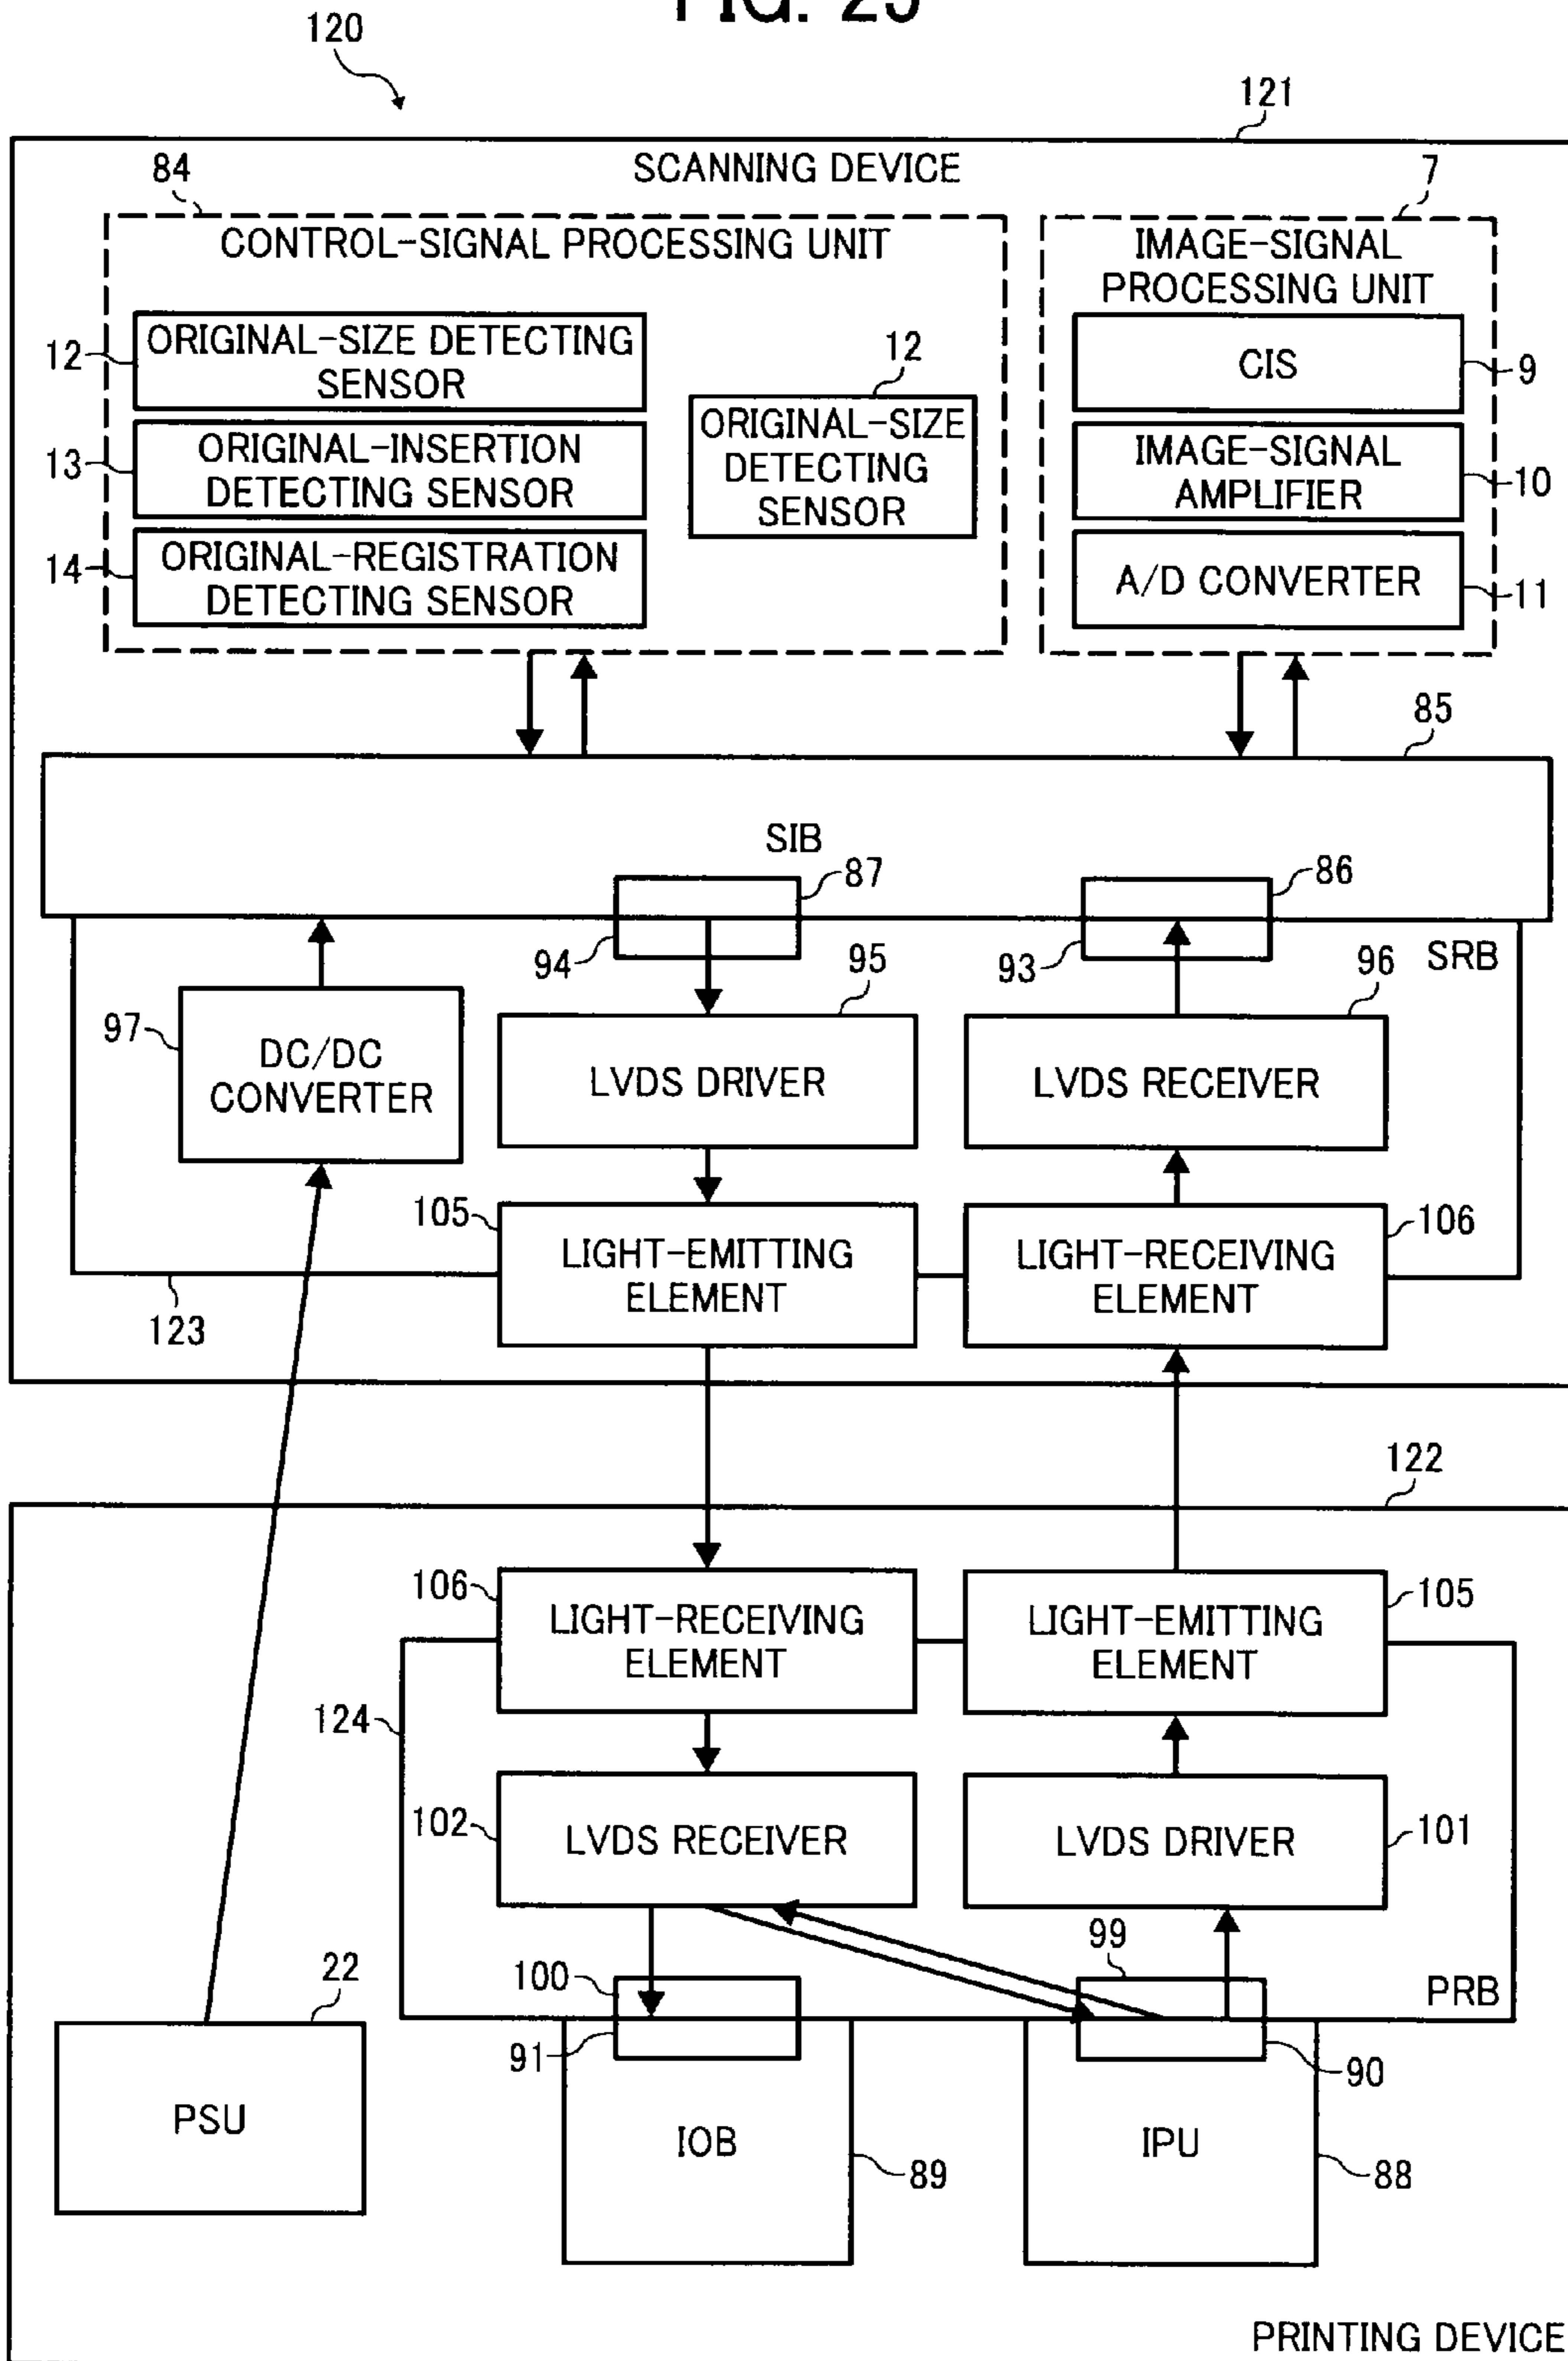 FIG. 25
120
121
SCANNING DEVICE
84
7
CONTROL-SIGNAL PROCESSING UNIT
IMAGE-SIGNAL
PROCESSING UNIT
12
ORIGINAL-SIZE DETECTING
SENSOR
12
CIS
9
13
ORIGINAL-INSERTION
DETECTING SENSOR
ORIGINAL-SIZE
DETECTING
SENSOR
IMAGE-SIGNAL
AMPLIFIER
10
14
ORIGINAL-REGISTRATION
DETECTING SENSOR
A/D CONVERTER
11
85
SIB
87
86
94
95
93
96
SRB
97
DC/DC
CONVERTER
LVDS DRIVER
LVDS RECEIVER
105
LIGHT-EMITTING
ELEMENT
LIGHT-RECEIVING
ELEMENT
106
123
122
106
LIGHT-RECEIVING
ELEMENT
LIGHT-EMITTING
ELEMENT
105
124
102
LVDS RECEIVER
LVDS DRIVER
101
22
100
99
PRB
91
90
PSU
IOB
IPU
89
88
PRINTING DEVICE